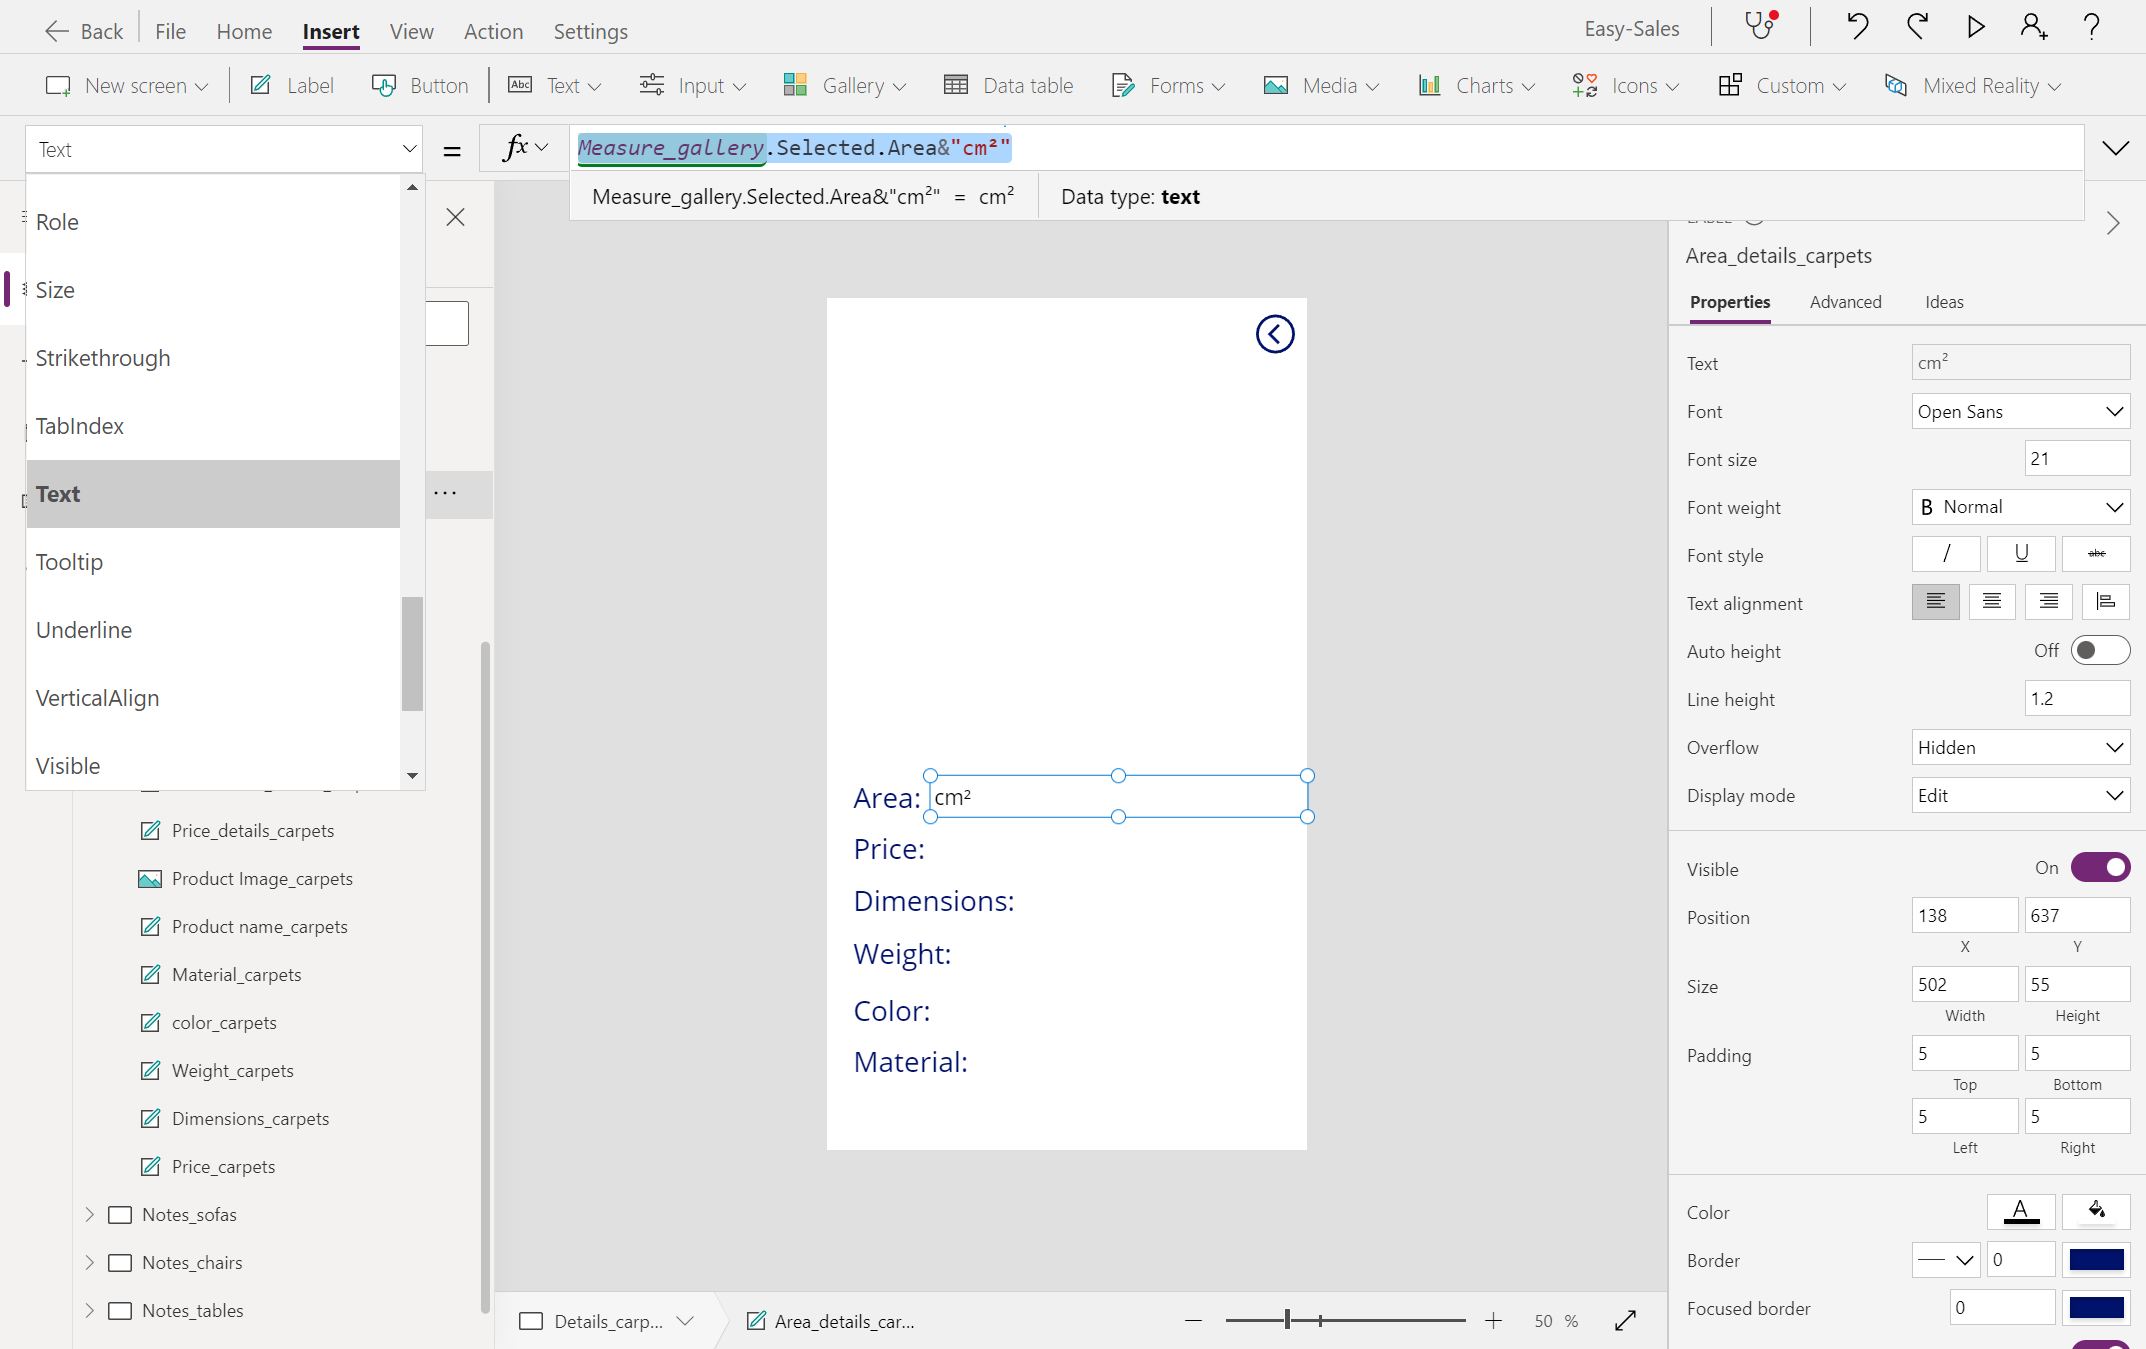 Back File Home Insert View Action Settings Easy-Sales
New screen Label Button Abc Text Input Gallery Data table Forms Media Charts Icons Custom Mixed Reality
Text = fx Measure_gallery.Selected.Area&"cm²"
Measure_gallery.Selected.Area&"cm²" = cm² Data type: text
Role
Size
Strikethrough
TabIndex
Text
Tooltip
Underline
VerticalAlign
Visible
Price_details_carpets
Product Image_carpets
Product name_carpets
Material_carpets
color_carpets
Weight_carpets
Dimensions_carpets
Price_carpets
Notes_sofas
Notes_chairs
Notes_tables
Area: cm²
Price:
Dimensions:
Weight:
Color:
Material:
Details_carp... Area_details_car... 50 %
Area_details_carpets
Properties Advanced Ideas
Text cm²
Font Open Sans
Font size 21
Font weight B Normal
Font style / U abc
Text alignment
Auto height Off
Line height 1.2
Overflow Hidden
Display mode Edit
Visible On
Position 138 637
X Y
Size 502 55
Width Height
Padding 5 5
Top Bottom
5 5
Left Right
Color A
Border 0
Focused border 0